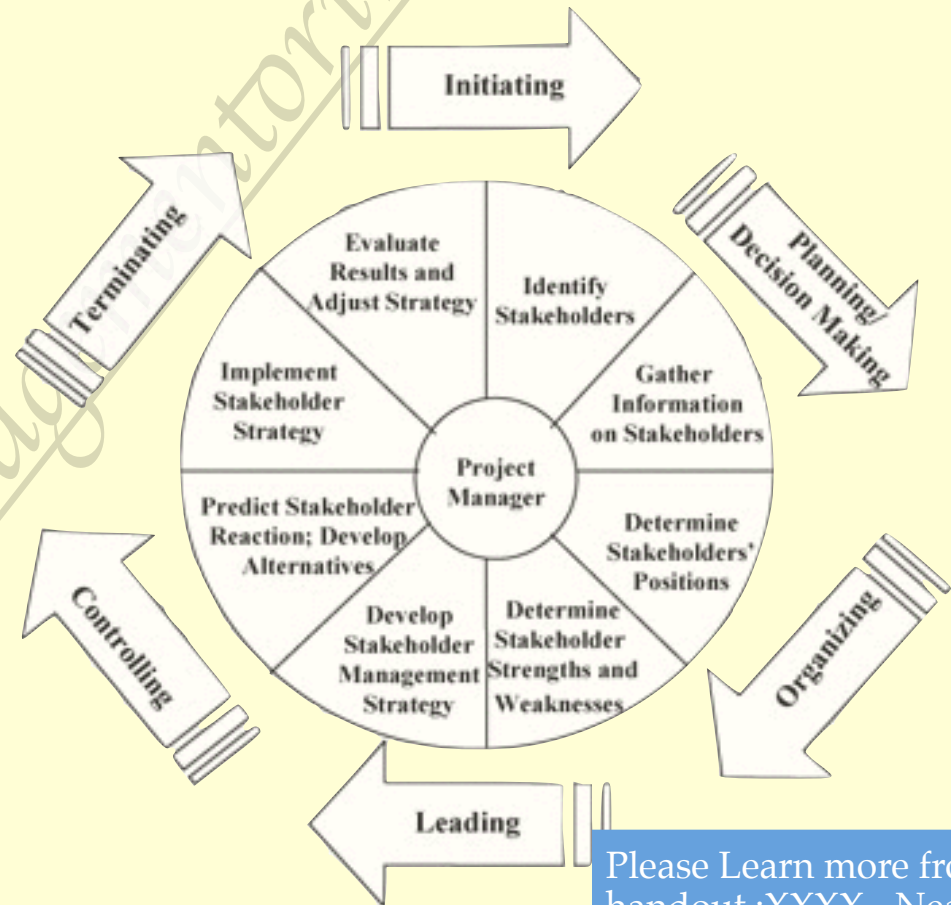 Initiating
Planning/
Decision Making
Organizing
Leading
Controlling
Terminating
Identify
Stakeholders
Gather
Information
on Stakeholders
Determine
Stakeholders'
Positions
Determine
Stakeholder
Strengths and
Weaknesses
Develop
Stakeholder
Management
Strategy
Predict Stakeholder
Reaction; Develop
Alternatives
Implement
Stakeholder
Strategy
Evaluate
Results and
Adjust Strategy
Project
Manager
Please Learn more